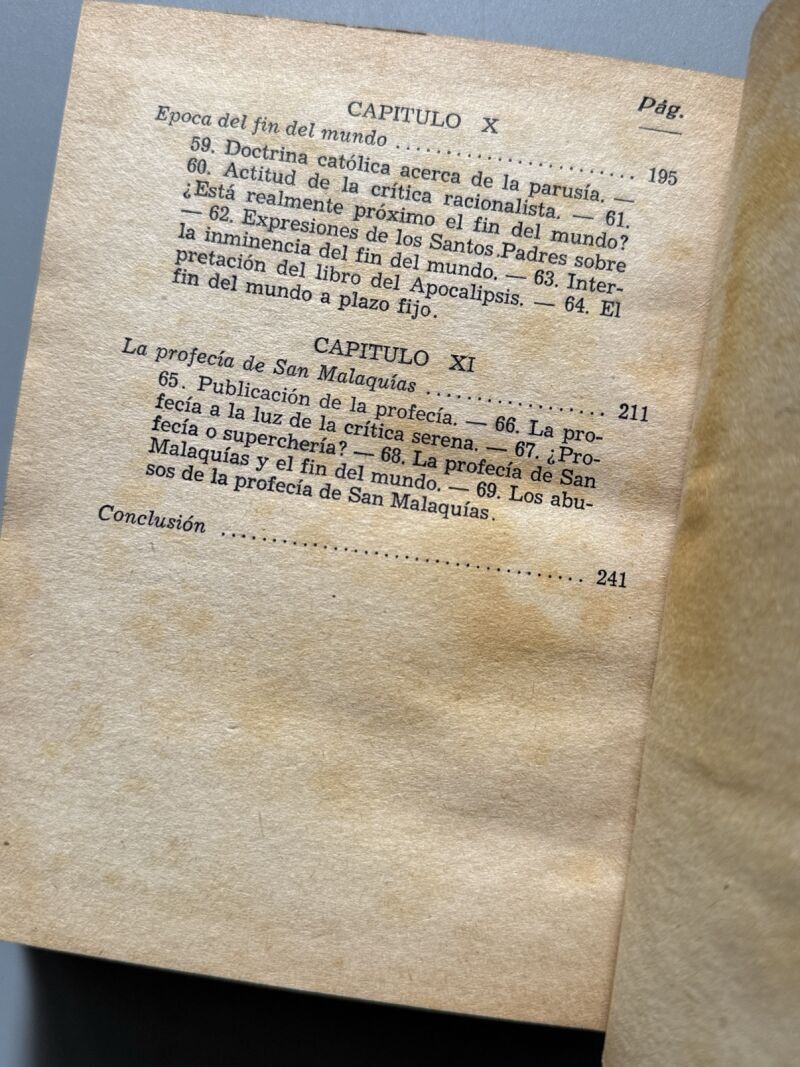 Pág.
CAPITULO X
Epoca del fin del mundo ........................ 195
59. Doctrina católica acerca de la parusía. —
60. Actitud de la crítica racionalista. — 61.
¿Está realmente próximo el fin del mundo?
— 62. Expresiones de los Santos Padres sobre
la inminencia del fin del mundo. — 63. Inter-
pretación del libro del Apocalipsis. — 64. El
fin del mundo a plazo fijo.
CAPITULO XI
La profecía de San Malaquías .................. 211
65. Publicación de la profecía. — 66. La pro-
fecía a la luz de la crítica serena. — 67. ¿Pro-
fecía o superchería? — 68. La profecía de San
Malaquías y el fin del mundo. — 69. Los abu-
sos de la profecía de San Malaquías.
Conclusión .................................... 241